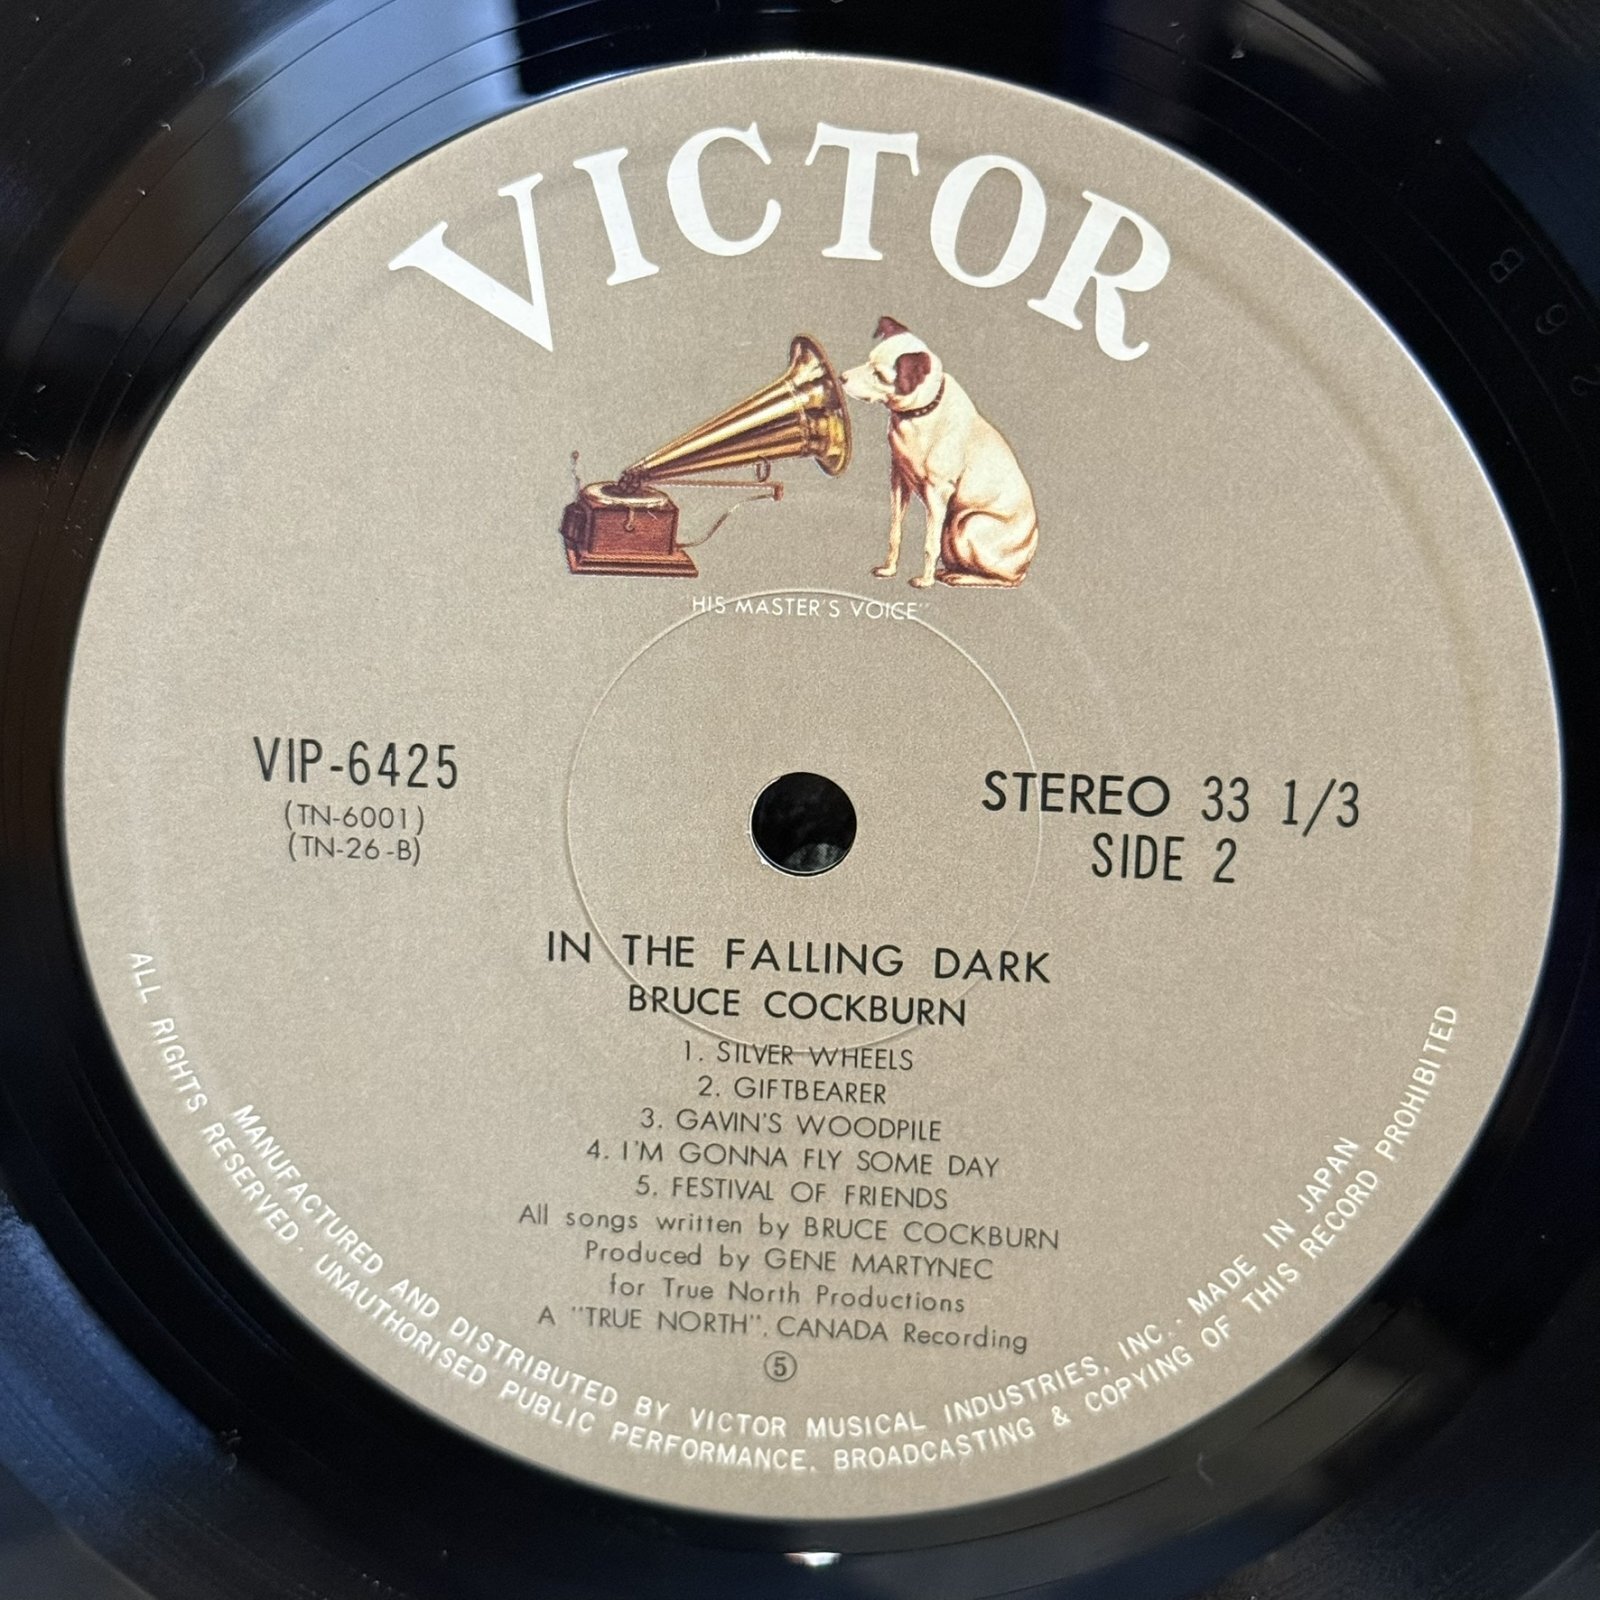 VICTOR
HIS MASTER'S VOICE"
VIP-6425
(TN-6001)
(TN-26-B)
STEREO 33 1/3
SIDE 2
IN THE FALLING DARK
BRUCE COCKBURN
1. SILVER WHEELS
2. GIFTBEARER
3. GAVIN'S WOODPILE
4. I'M GONNA FLY SOME DAY
5. FESTIVAL OF FRIENDS
All songs written by BRUCE COCKBURN
Produced by GENE MARTYNEC
for True North Productions
A "TRUE NORTH", CANADA Recording
⑤
MANUFACTURED AND DISTRIBUTED BY VICTOR MUSICAL INDUSTRIES, INC.. MADE IN JAPAN
ALL RIGHTS RESERVED. UNAUTHORISED PUBLIC PERFORMANCE, BROADCASTING & COPYING OF THIS RECORD PROHIBITED